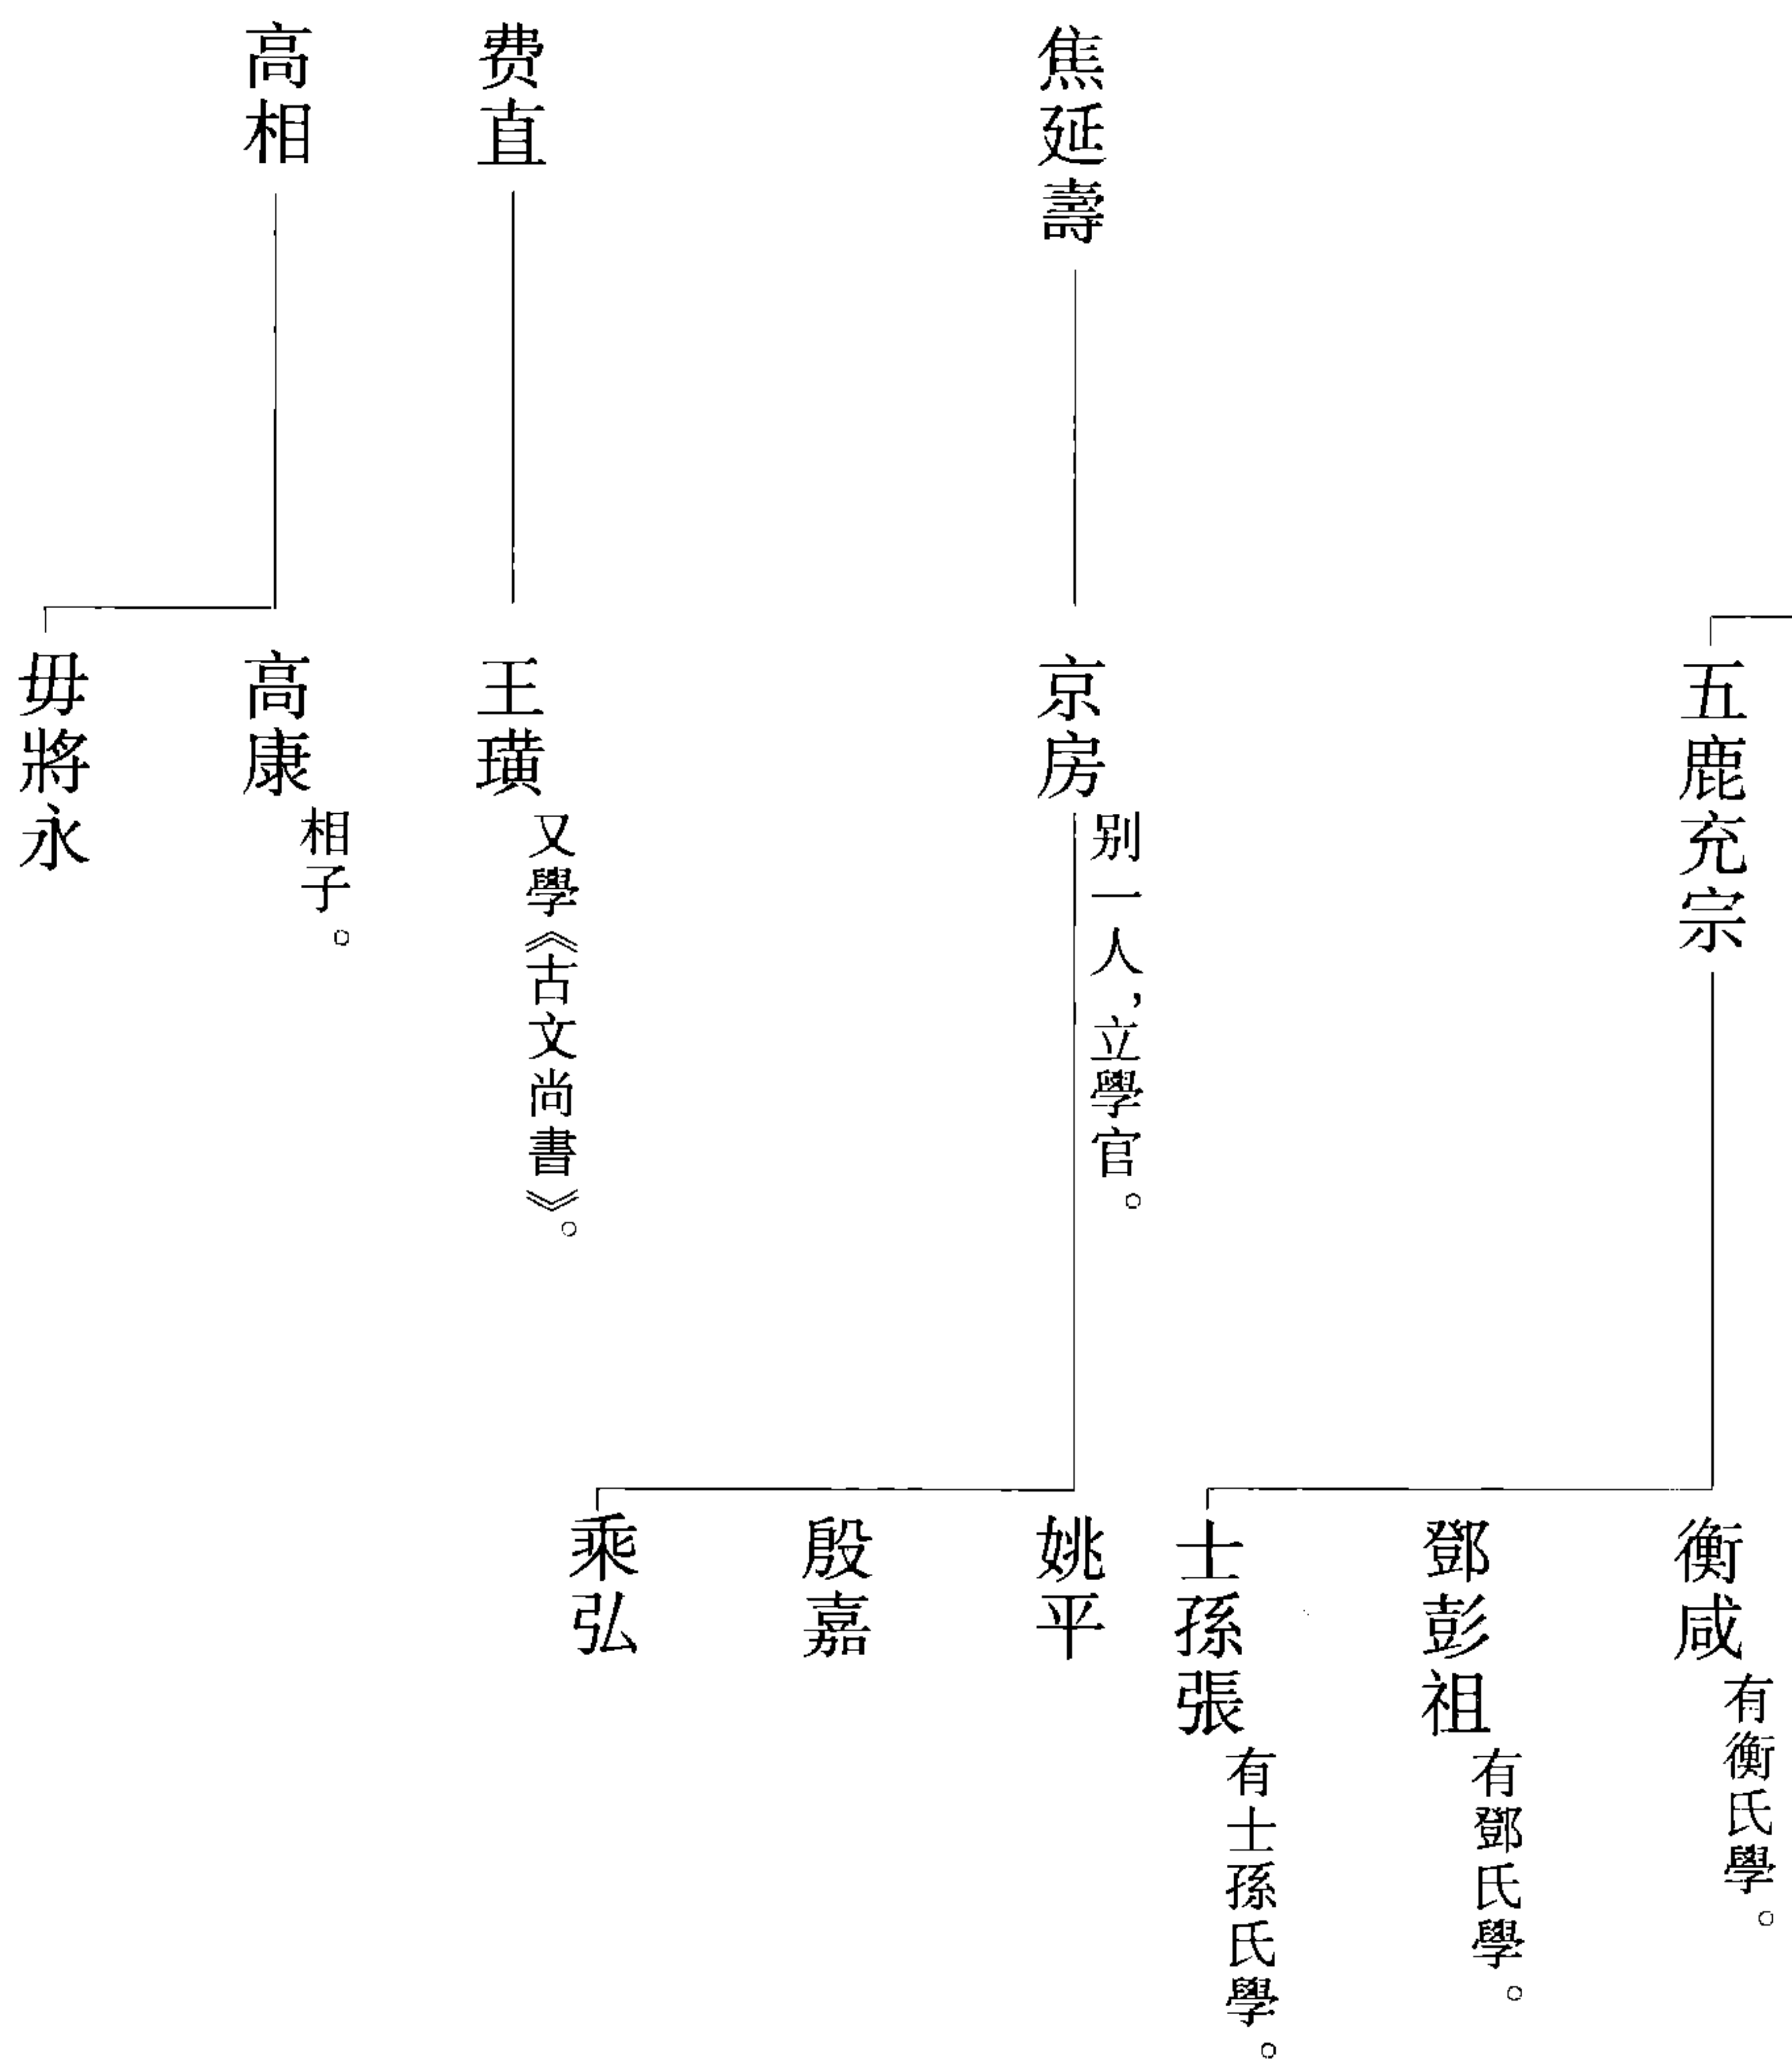 五鹿充宗
衡咸
有衡氏學。
鄧彭祖
有鄧氏學。
士孫張
有士孫氏學。
焦延壽
京房
别一人，立學官。
姚平
殷嘉
乘弘
费直
王璜
又學《古文尚書》。
高相
高康
相子。
毋將永